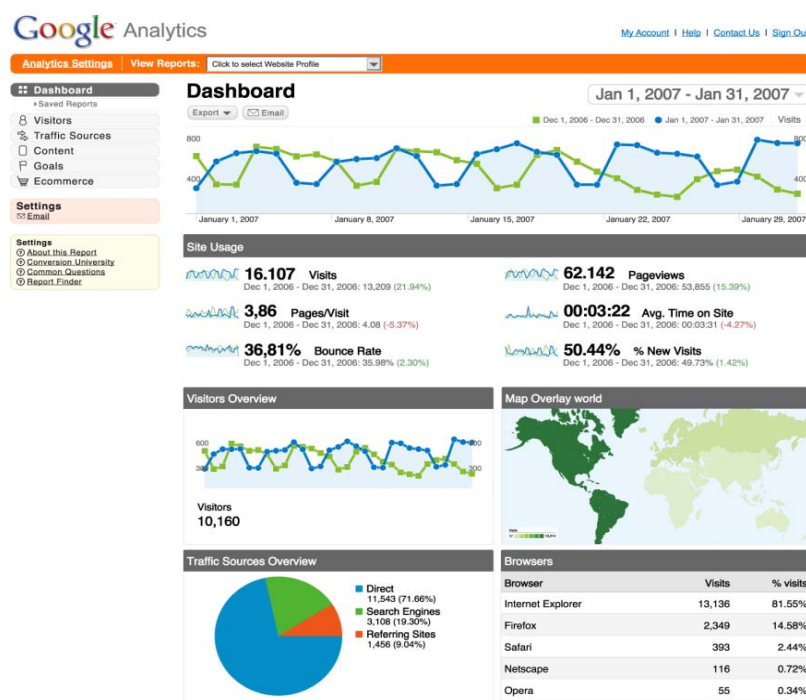 Google Analytics
My Account | Help | Contact Us | Sign Ou
Analytics Settings | View Reports: Click to select Website Profile
Dashboard
Saved Reports
Visitors
Traffic Sources
Content
Goals
Ecommerce
Settings
Email
Settings
About this Report
Conversion University
Common Questions
Report Finder
Dashboard
Jan 1, 2007 - Jan 31, 2007
Export Email
Dec 1, 2006 - Dec 31, 2006 Jan 1, 2007 - Jan 31, 2007 Visits
800 800
400 400
January 1, 2007 January 8, 2007 January 15, 2007 January 22, 2007 January 29, 2007
Site Usage
16.107 Visits
Dec 1, 2006 - Dec 31, 2006: 13,209 (21.94%)
62.142 Pageviews
Dec 1, 2006 - Dec 31, 2006: 53,855 (15.39%)
3,86 Pages/Visit
Dec 1, 2006 - Dec 31, 2006: 4.08 (-5.37%)
00:03:22 Avg. Time on Site
Dec 1, 2006 - Dec 31, 2006: 00:03:31 (-4.27%)
36,81% Bounce Rate
Dec 1, 2006 - Dec 31, 2006: 35.98% (2.30%)
50.44% % New Visits
Dec 1, 2006 - Dec 31, 2006: 49.73% (1.42%)
Visitors Overview
600 600
300 300
Visitors
10,160
Map Overlay world
Visits
Traffic Sources Overview
Direct
11,543 (71.66%)
Search Engines
3,108 (19.30%)
Referring Sites
1,456 (9.04%)
Browsers
Browser Visits % visits
Internet Explorer 13,136 81.55%
Firefox 2,349 14.58%
Safari 393 2.44%
Netscape 116 0.72%
Opera 55 0.34%